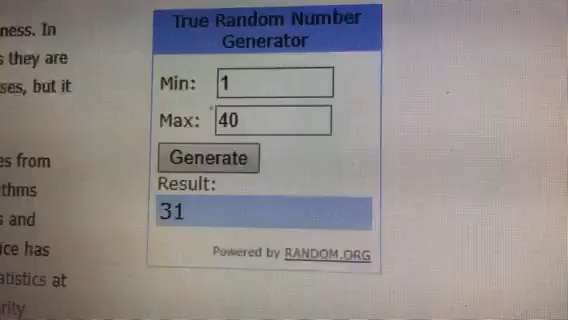 ness. In
they are
ses, but it
es from
thms
and
ice has
atistics at
rity
True Random Number
Generator
Min: 1
Max: 40
Generate
Result:
31
Powered by RANDOM.ORG